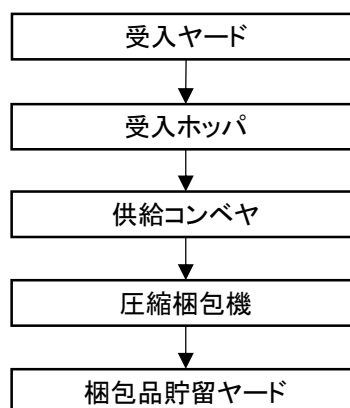 受入ヤード
受入ホッパ
供給コンベヤ
圧縮梱包機
梱包品貯留ヤード